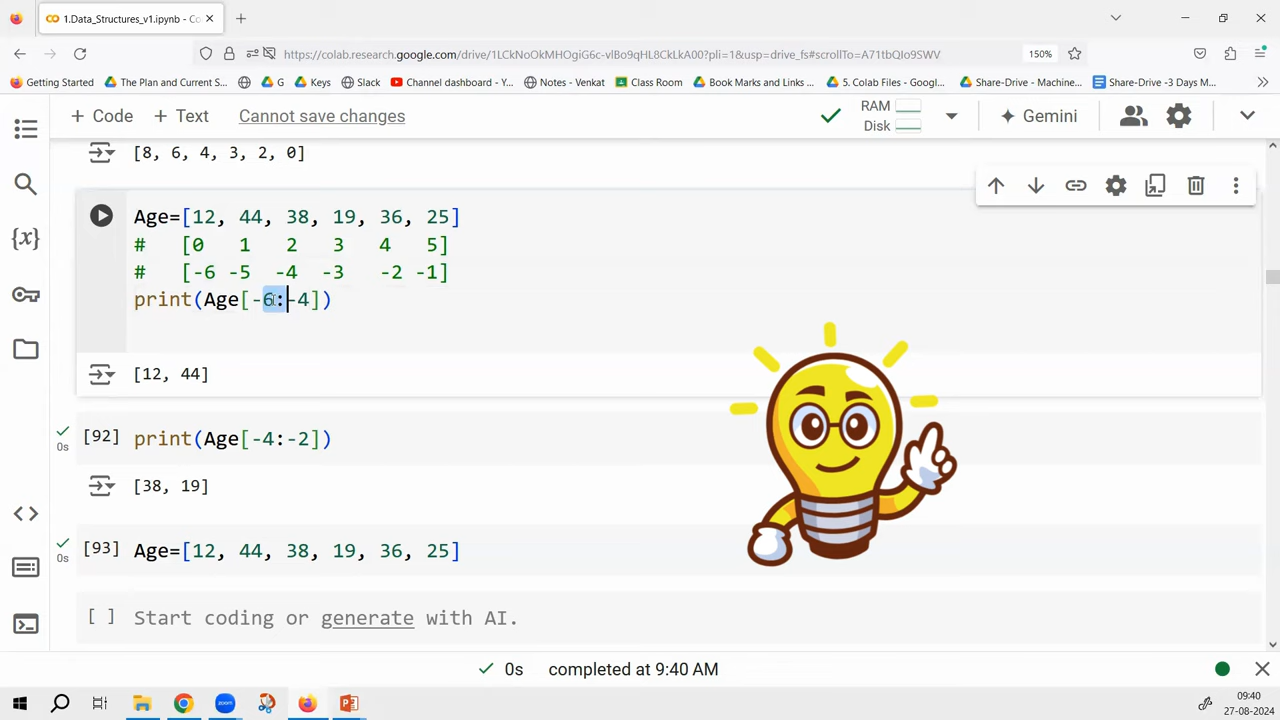 1.Data_Structures_v1.ipynb - Co
https://colab.research.google.com/drive/1LCkNoOkMHOgiG6c-vlBo9qHL8CkLkA00?pli=1&usp=drive_fs#scrollTo=A71tbQIo9SWV
150%
Getting Started
The Plan and Current S...
G
Keys
Slack
Channel dashboard - Y...
Notes - Venkat
Class Room
Book Marks and Links ...
5. Colab Files - Googl...
Share-Drive - Machine...
Share-Drive -3 Days M...
+ Code
+ Text
Cannot save changes
RAM
Disk
Gemini
[8, 6, 4, 3, 2, 0]
Age=[12, 44, 38, 19, 36, 25]
# [0 1 2 3 4 5]
# [-6 -5 -4 -3 -2 -1]
print(Age[-6:-4])
[12, 44]
[92] print(Age[-4:-2])
0s
[38, 19]
[93] Age=[12, 44, 38, 19, 36, 25]
0s
[ ] Start coding or generate with AI.
0s completed at 9:40 AM
09:40
27-08-2024